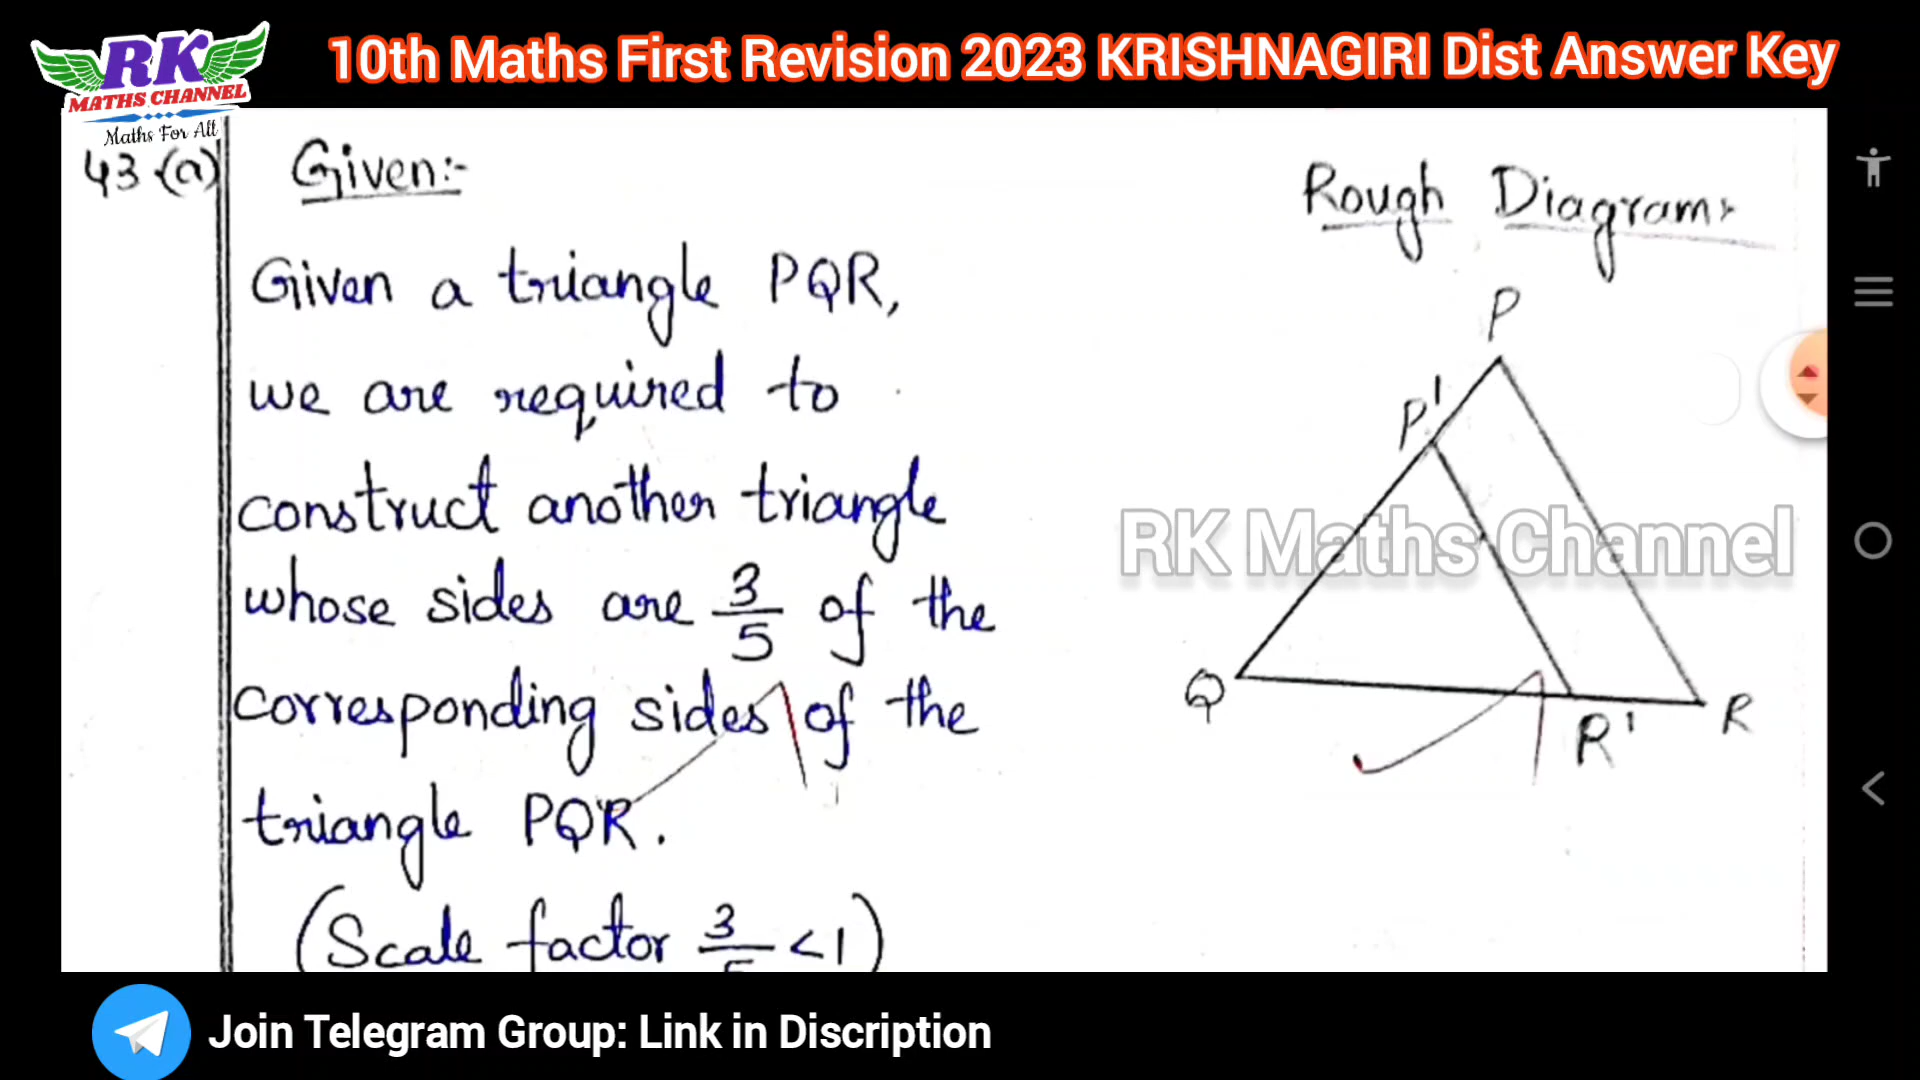 RK
MATHS CHANNEL
Maths For All
10th Maths First Revision 2023 KRISHNAGIRI Dist Answer Key
43 (a)
Given:-
Given a triangle PQR,
we are required to
construct another triangle
whose sides are 3/5 of the
corresponding sides of the
triangle PQR.
(Scale factor 3/5 < 1)
Rough Diagram:
P
P'
RK Maths Channel
Q
R'
R
Join Telegram Group: Link in Discription